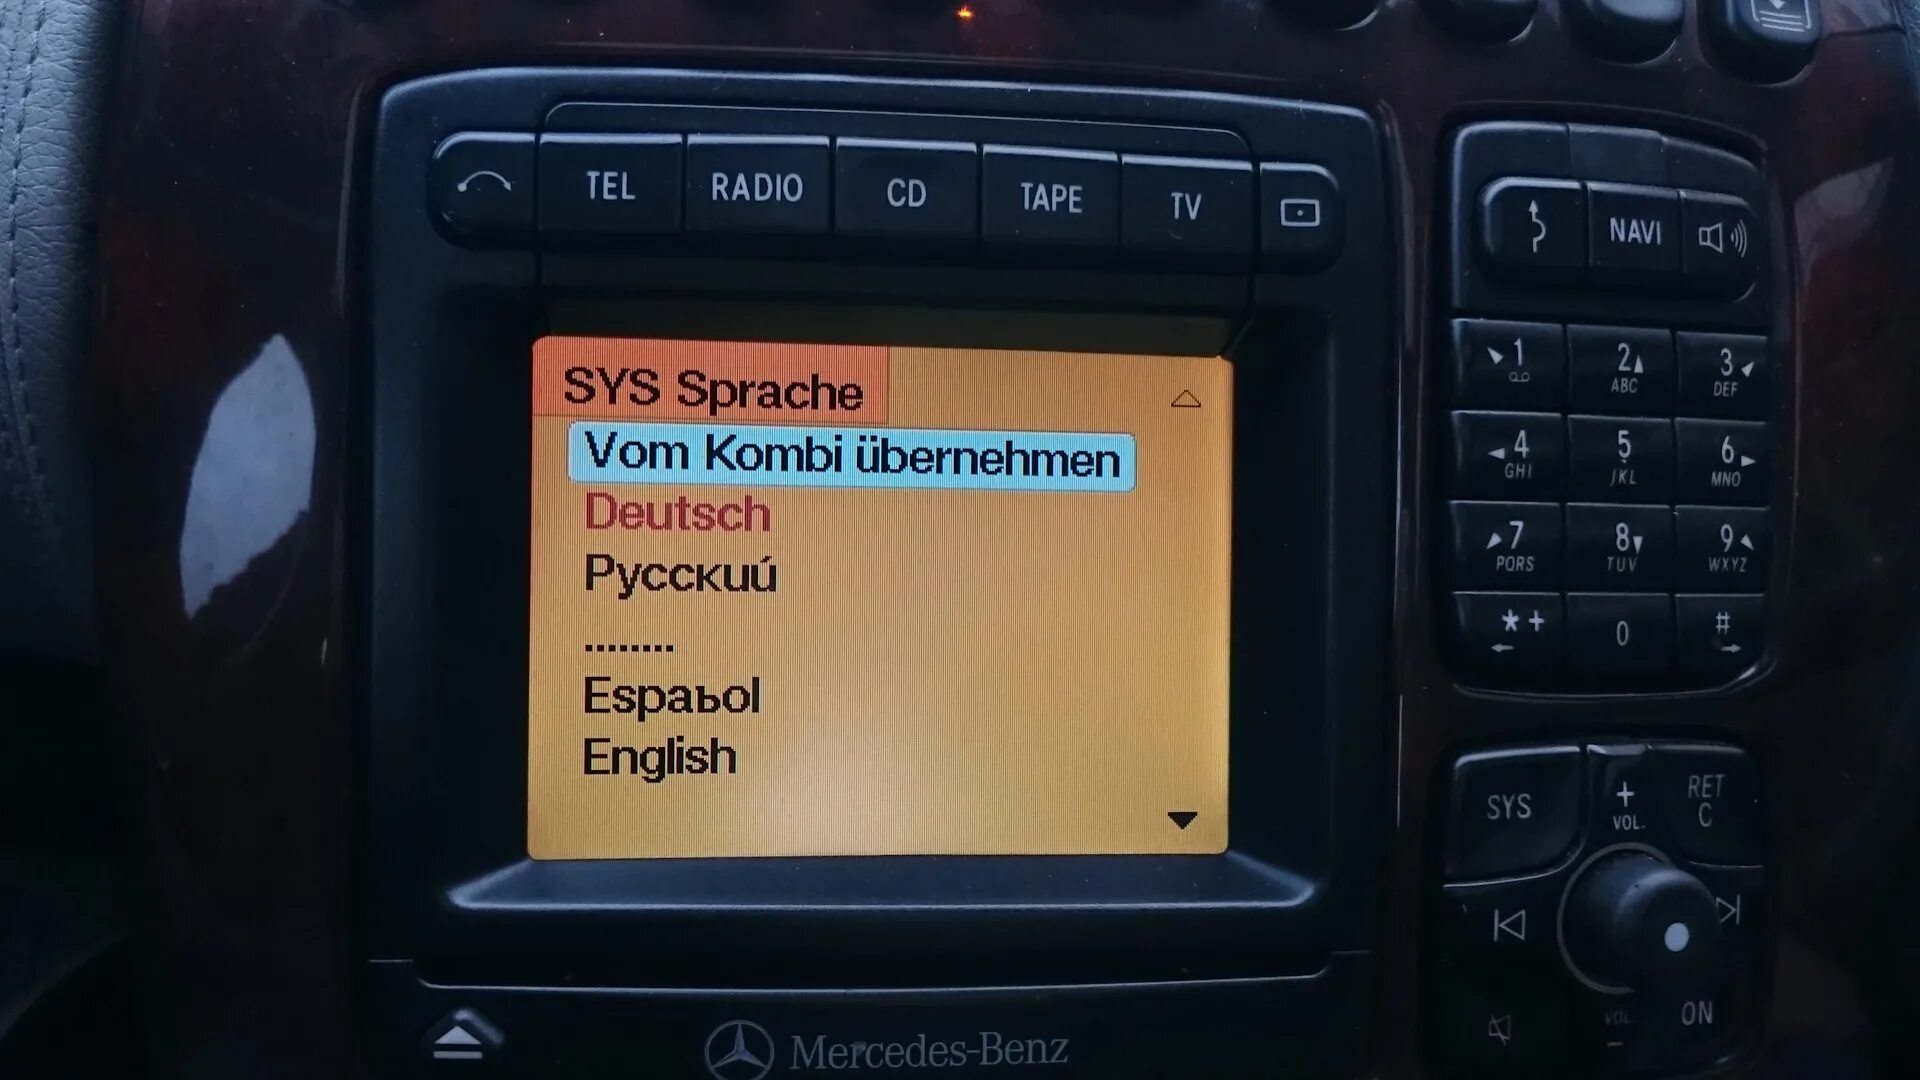 TEL RADIO CD TAPE TV
NAVI
SYS Sprache
Vom Kombi übernehmen
Deutsch
Русский
........
Espaьol
English
1
2 ABC
3 DEF
4 GHI
5 JKL
6 MNO
7 PQRS
8 TUV
9 WXYZ
* +
0
#
SYS
+
VOL.
RET
C
VOL.
−
ON
Mercedes-Benz